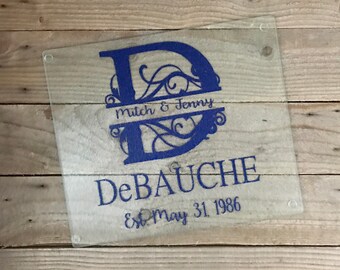 D
Mitch & Jenny
DeBAUCHE
Est. May 31, 1986